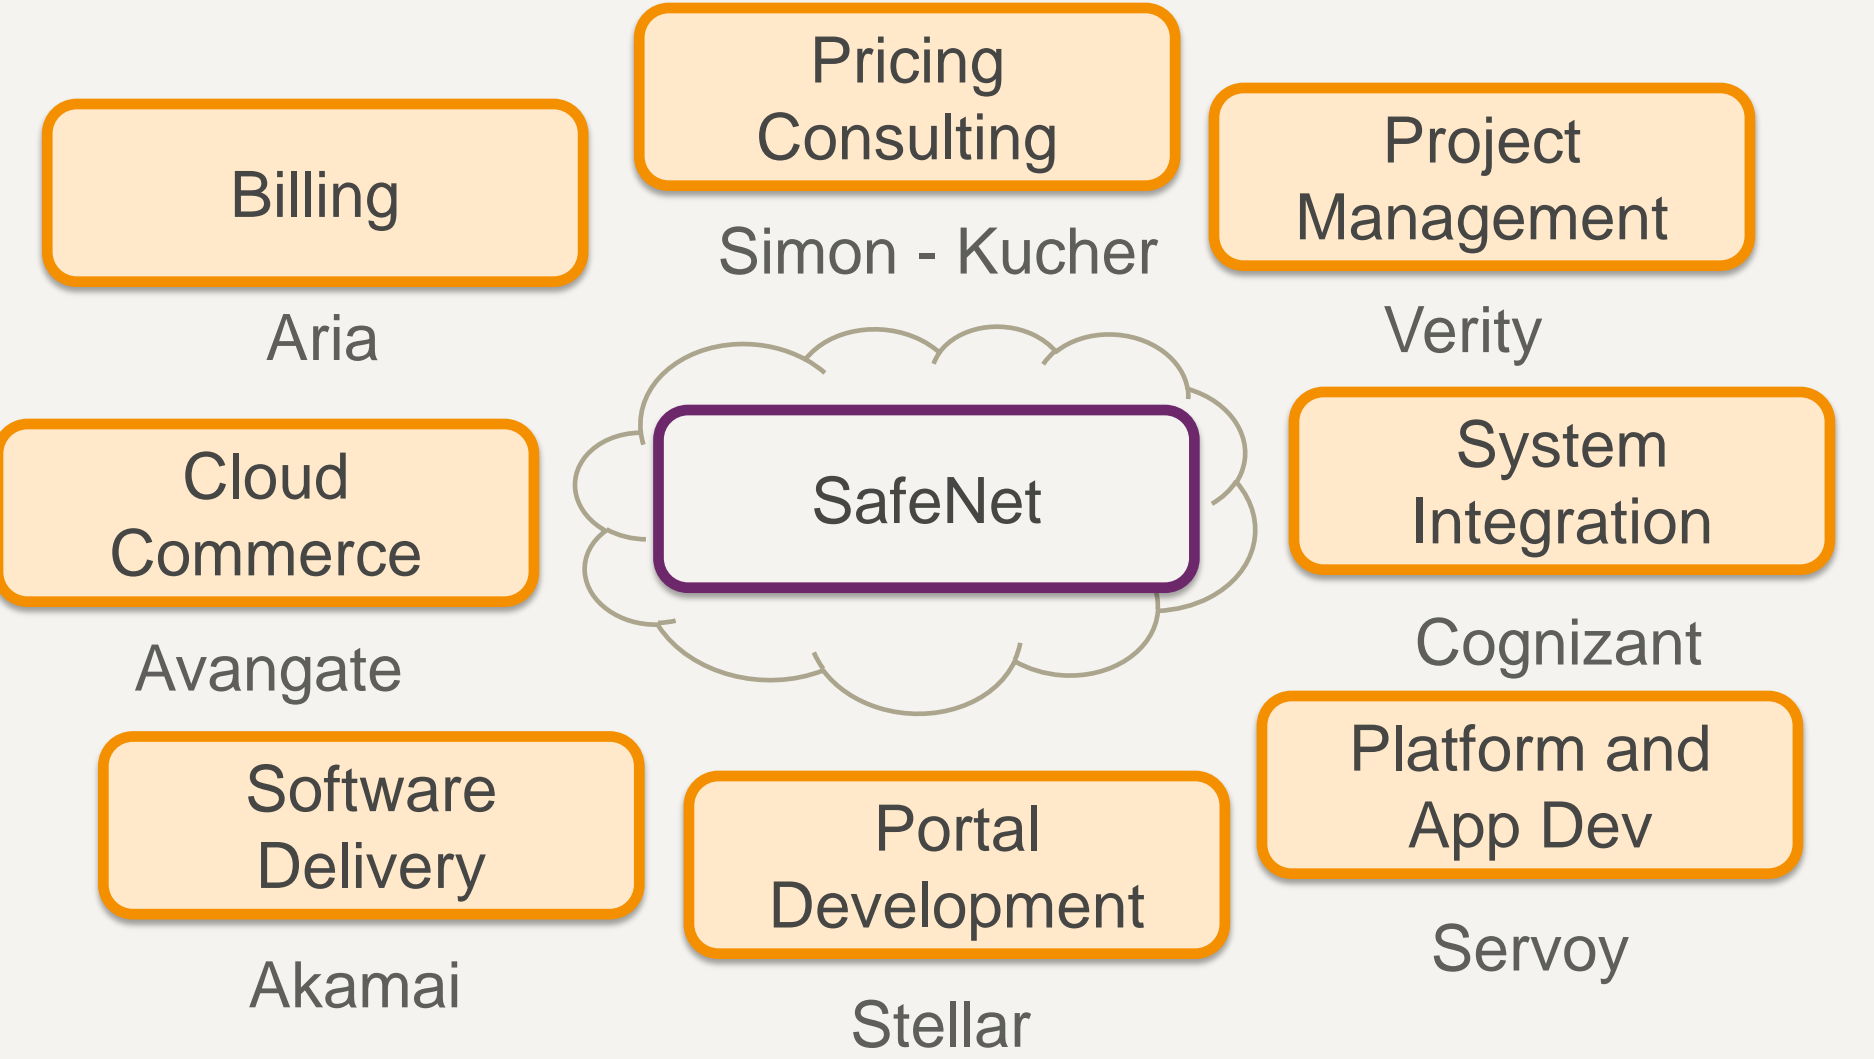 Pricing
Consulting
Simon - Kucher
Billing
Aria
Project
Management
Verity
Cloud
Commerce
Avangate
SafeNet
System
Integration
Cognizant
Software
Delivery
Akamai
Portal
Development
Stellar
Platform and
App Dev
Servoy